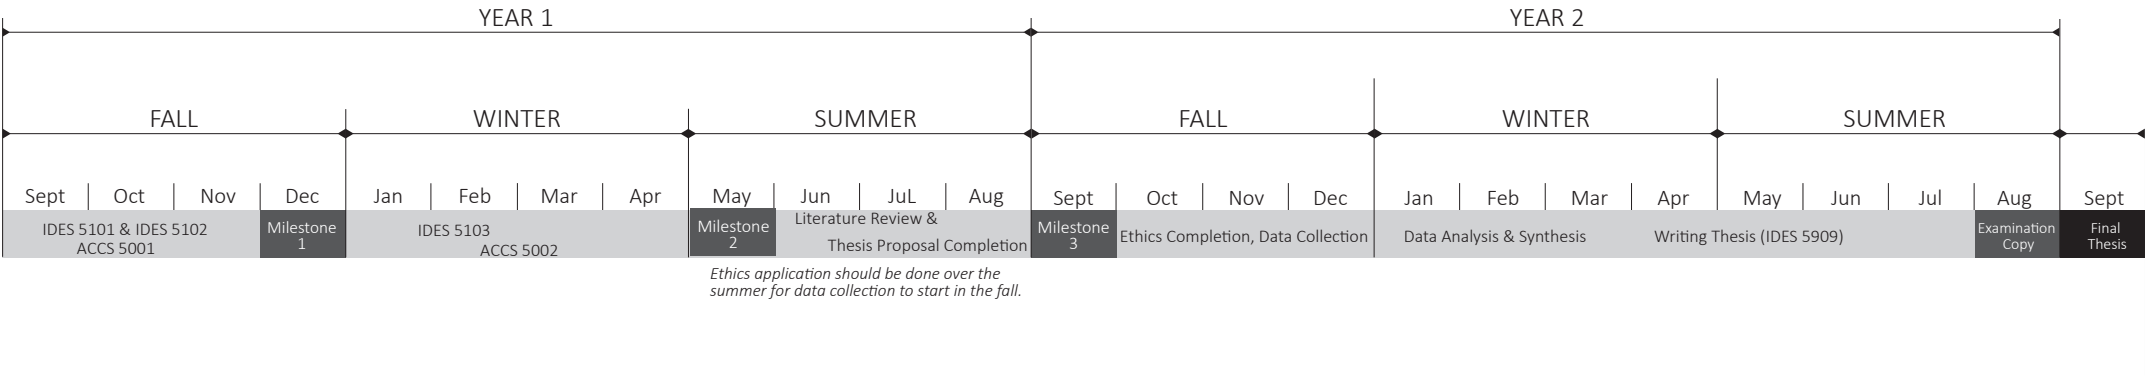 YEAR 1 YEAR 2
FALL WINTER SUMMER FALL WINTER SUMMER
Sept Oct Nov Dec Jan Feb Mar Apr May Jun JuL Aug Sept Oct Nov Dec Jan Feb Mar Apr May Jun Jul Aug Sept
IDES 5101 & IDES 5102
ACCS 5001
Milestone
1
IDES 5103
ACCS 5002
Milestone
2
Literature Review &
Thesis Proposal Completion
Milestone
3
Ethics Completion, Data Collection
Data Analysis & Synthesis
Writing Thesis (IDES 5909)
Examination
Copy
Final
Thesis
Ethics application should be done over the
summer for data collection to start in the fall.